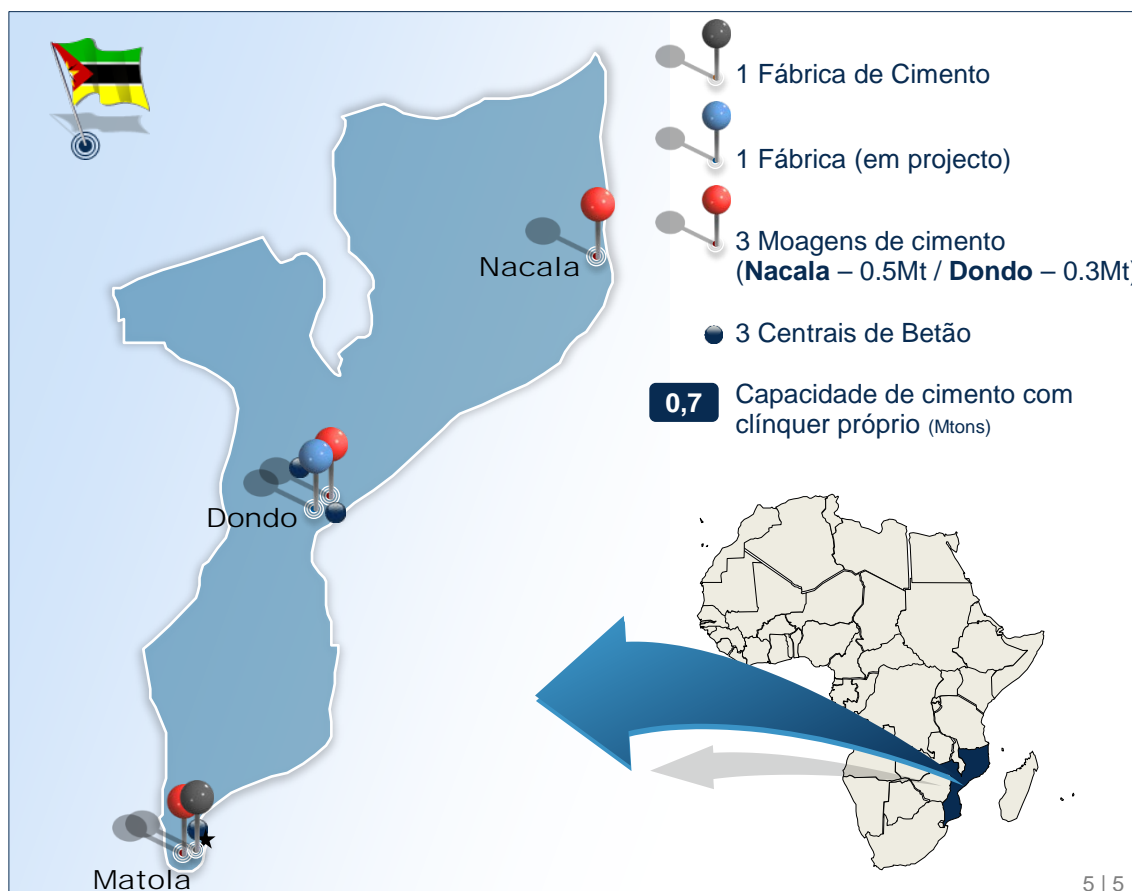 1 Fábrica de Cimento
1 Fábrica (em projecto)
3 Moagens de cimento
(Nacala – 0.5Mt / Dondo – 0.3Mt)
3 Centrais de Betão
0,7
Capacidade de cimento com
clínquer próprio (Mtons)
Nacala
Dondo
Matola
5 | 5